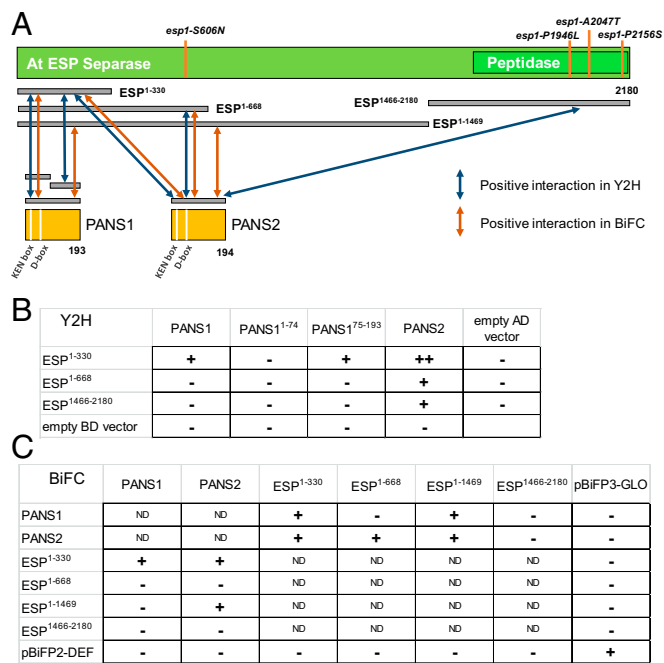 A
esp1-S606N
esp1-A2047T
esp1-P1946L
esp1-P2156S
At ESP Separase
Peptidase
2180
ESP1-330
ESP1-668
ESP1466-2180
ESP1-1469
Positive interaction in Y2H
Positive interaction in BiFC
PANS1
PANS2
193
194
KEN box
D-box
KEN box
D-box
B
Y2H PANS1 PANS11-74 PANS175-193 PANS2 empty AD vector
ESP1-330 + - + ++ -
ESP1-668 - - - + -
ESP1466-2180 - - - + -
empty BD vector - - - -
C
BiFC PANS1 PANS2 ESP1-330 ESP1-668 ESP1-1469 ESP1466-2180 pBiFP3-GLO
PANS1 ND ND + - + - -
PANS2 ND ND + + + - -
ESP1-330 + + ND ND ND ND -
ESP1-668 - - ND ND ND ND -
ESP1-1469 - + ND ND ND ND -
ESP1466-2180 - - ND ND ND ND -
pBiFP2-DEF - - - - - - +